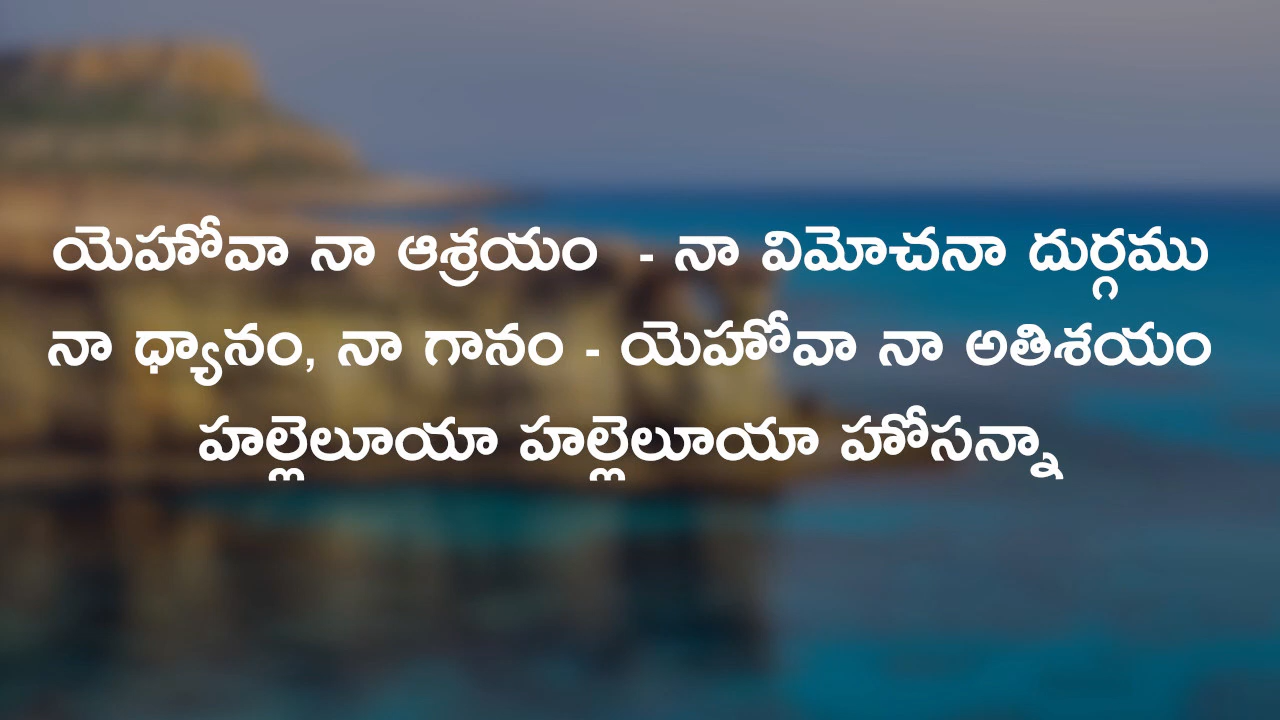 యెహోవా నా ఆశ్రయం - నా విమోచనా దుర్గము
నా ధ్యానం, నా గానం - యెహోవా నా అతిశయం
హల్లెలూయా హల్లెలూయా హోసన్నా